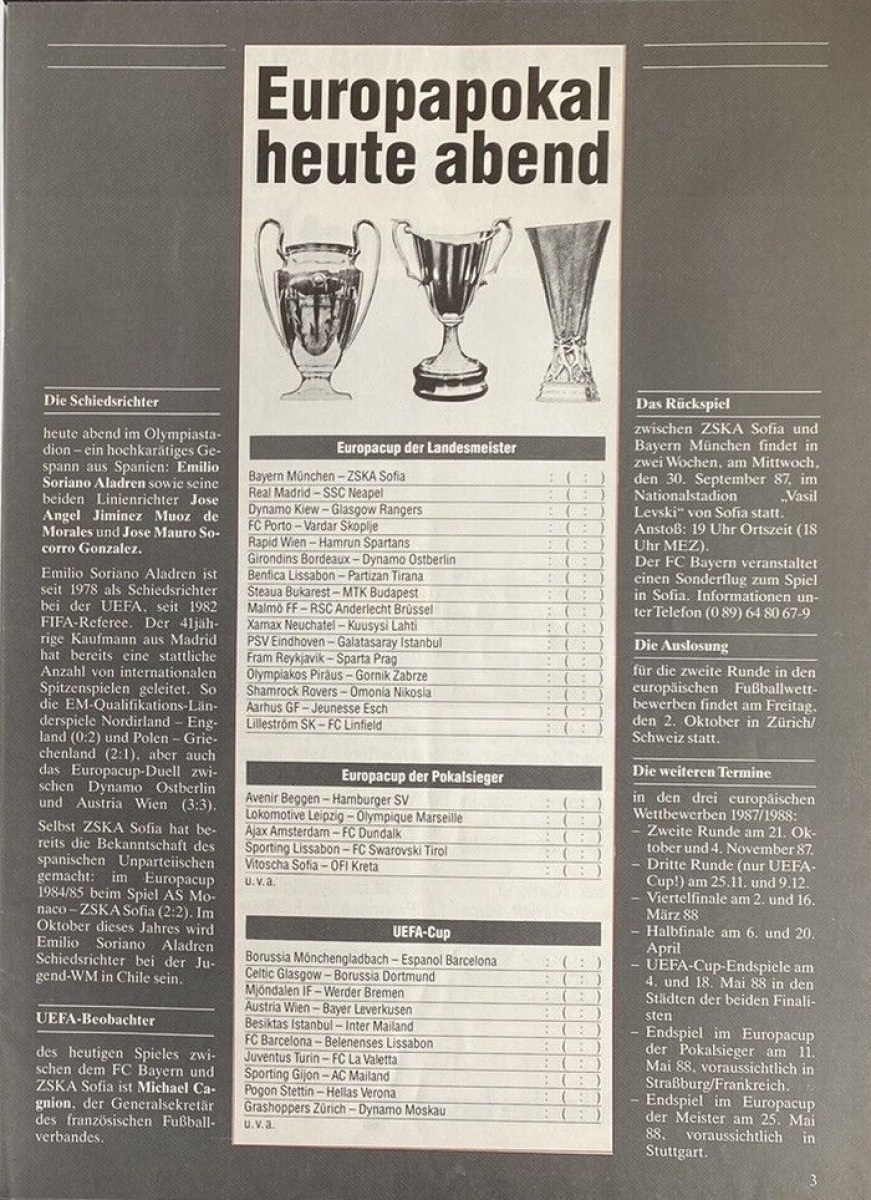 Europapokal
heute abend
Die Schiedsrichter
heute abend im Olympiasta-
dion – ein hochkarätiges Ge-
spann aus Spanien: Emilio
Soriano Aladren sowie seine
beiden Linienrichter Jose
Angel Jiminez Muoz de
Morales und Jose Mauro So-
corro Gonzalez.
Emilio Soriano Aladren ist
seit 1978 als Schiedsrichter
bei der UEFA, seit 1982
FIFA-Referee. Der 41jäh-
rige Kaufmann aus Madrid
hat bereits eine stattliche
Anzahl von internationalen
Spitzenspielen geleitet. So
die EM-Qualifikations-Län-
derspiele Nordirland – Eng-
land (0:2) und Polen – Grie-
chenland (2:1), aber auch
das Europacup-Duell zwi-
schen Dynamo Ostberlin
und Austria Wien (3:3).
Selbst ZSKA Sofia hat be-
reits die Bekanntschaft des
spanischen Unparteiischen
gemacht: im Europacup
1984/85 beim Spiel AS Mo-
naco – ZSKA Sofia (2:2). Im
Oktober dieses Jahres wird
Emilio Soriano Aladren
Schiedsrichter bei der Ju-
gend-WM in Chile sein.
UEFA-Beobachter
des heutigen Spieles zwi-
schen dem FC Bayern und
ZSKA Sofia ist Michael Ca-
gnion, der Generalsekretär
des französischen Fußball-
verbandes.
Europacup der Landesmeister
Bayern München – ZSKA Sofia : ( : )
Real Madrid – SSC Neapel : ( : )
Dynamo Kiew – Glasgow Rangers : ( : )
FC Porto – Vardar Skoplje : ( : )
Rapid Wien – Hamrun Spartans : ( : )
Girondins Bordeaux – Dynamo Ostberlin : ( : )
Benfica Lissabon – Partizan Tirana : ( : )
Steaua Bukarest – MTK Budapest : ( : )
Malmö FF – RSC Anderlecht Brüssel : ( : )
Xamax Neuchatel – Kuusysi Lahti : ( : )
PSV Eindhoven – Galatasaray Istanbul : ( : )
Fram Reykjavik – Sparta Prag : ( : )
Olympiakos Piräus – Gornik Zabrze : ( : )
Shamrock Rovers – Omonia Nikosia : ( : )
Aarhus GF – Jeunesse Esch : ( : )
Lilleström SK – FC Linfield : ( : )
Europacup der Pokalsieger
Avenir Beggen – Hamburger SV : ( : )
Lokomotive Leipzig – Olympique Marseille : ( : )
Ajax Amsterdam – FC Dundalk : ( : )
Sporting Lissabon – FC Swarovski Tirol : ( : )
Vitoscha Sofia – OFI Kreta : ( : )
u.v.a.
UEFA-Cup
Borussia Mönchengladbach – Espanol Barcelona : ( : )
Celtic Glasgow – Borussia Dortmund : ( : )
Mjöndalen IF – Werder Bremen : ( : )
Austria Wien – Bayer Leverkusen : ( : )
Besiktas Istanbul – Inter Mailand : ( : )
FC Barcelona – Belenenses Lissabon : ( : )
Juventus Turin – FC La Valetta : ( : )
Sporting Gijon – AC Mailand : ( : )
Pogon Stettin – Hellas Verona : ( : )
Grashoppers Zürich – Dynamo Moskau : ( : )
u.v.a.
Das Rückspiel
zwischen ZSKA Sofia und
Bayern München findet in
zwei Wochen, am Mittwoch,
den 30. September 87, im
Nationalstadion „Vasil
Levski“ von Sofia statt.
Anstoß: 19 Uhr Ortszeit (18
Uhr MEZ).
Der FC Bayern veranstaltet
einen Sonderflug zum Spiel
in Sofia. Informationen un-
ter Telefon (0 89) 64 80 67-9
Die Auslosung
für die zweite Runde in den
europäischen Fußballwett-
bewerben findet am Freitag,
den 2. Oktober in Zürich/
Schweiz statt.
Die weiteren Termine
in den drei europäischen
Wettbewerben 1987/1988:
– Zweite Runde am 21. Ok-
tober und 4. November 87.
– Dritte Runde (nur UEFA-
Cup!) am 25.11. und 9.12.
– Viertelfinale am 2. und 16.
März 88
– Halbfinale am 6. und 20.
April
– UEFA-Cup-Endspiele am
4. und 18. Mai 88 in den
Städten der beiden Finali-
sten
– Endspiel im Europacup
der Pokalsieger am 11.
Mai 88, voraussichtlich in
Straßburg/Frankreich.
– Endspiel im Europacup
der Meister am 25. Mai
88, voraussichtlich in
Stuttgart.
3